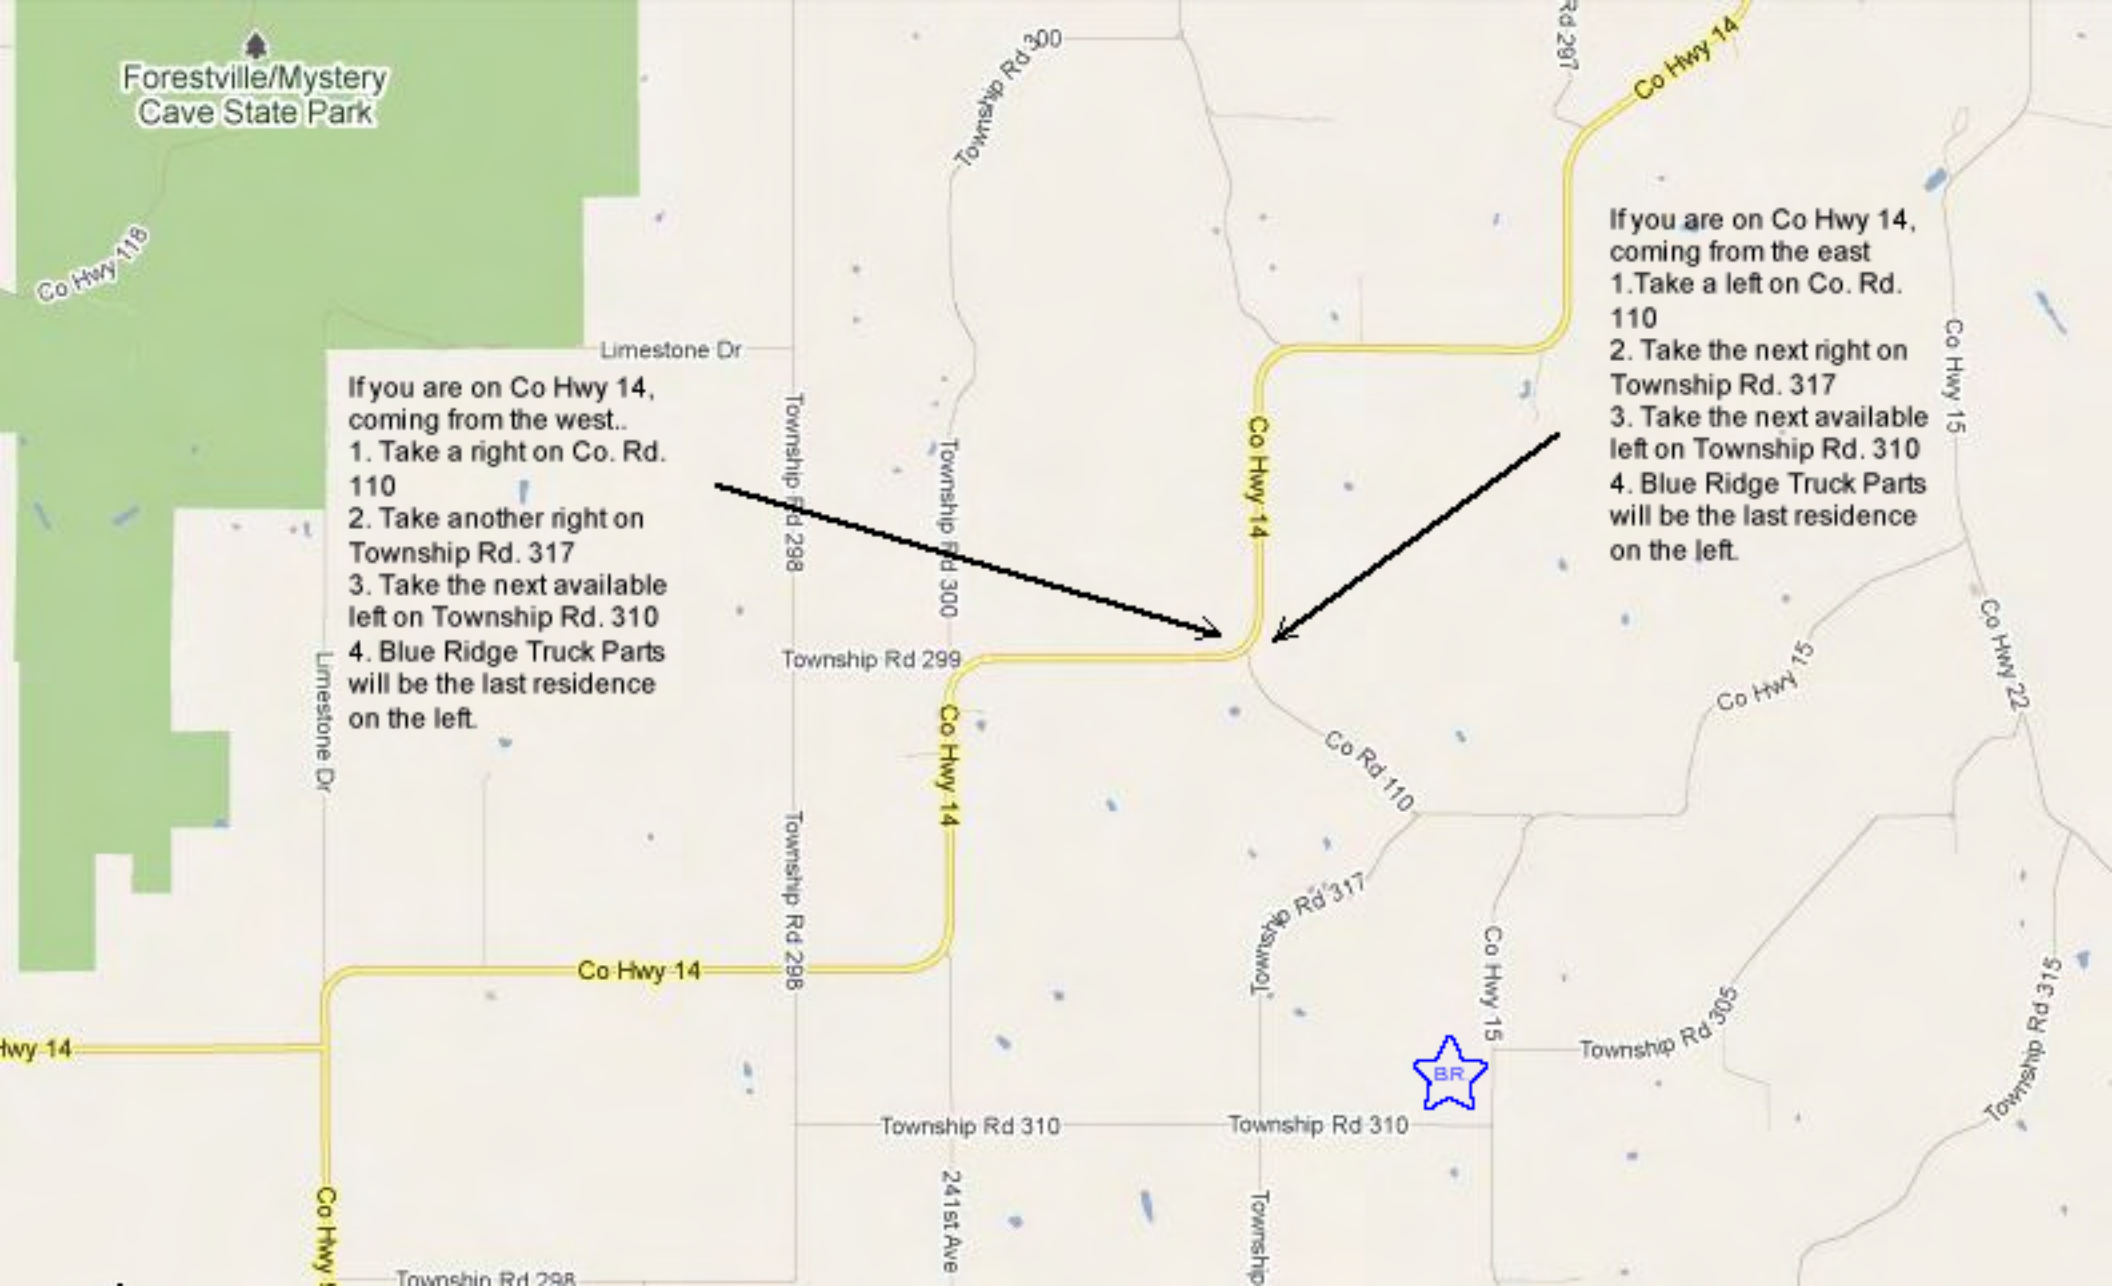 Forestville/Mystery
Cave State Park
Co Hwy 118
Township Rd 300
Rd 297
Co Hwy 14
Limestone Dr
If you are on Co Hwy 14,
coming from the west..
1. Take a right on Co. Rd.
110
2. Take another right on
Township Rd. 317
3. Take the next available
left on Township Rd. 310
4. Blue Ridge Truck Parts
will be the last residence
on the left.
If you are on Co Hwy 14,
coming from the east
1.Take a left on Co. Rd.
110
2. Take the next right on
Township Rd. 317
3. Take the next available
left on Township Rd. 310
4. Blue Ridge Truck Parts
will be the last residence
on the left.
Township Rd 298
Township Rd 300
Co Hwy 14
Co Hwy 15
Limestone Dr
Township Rd 299
Co Hwy 14
Co Rd 110
Co Hwy 15
Co Hwy 22
Township Rd 298
Township Rd 317
Co Hwy 14
Co Hwy 15
Township Rd 305
Township Rd 315
Hwy 14
BR
Township Rd 310
Township Rd 310
241st Ave
Township
Co Hwy
Township Rd 298